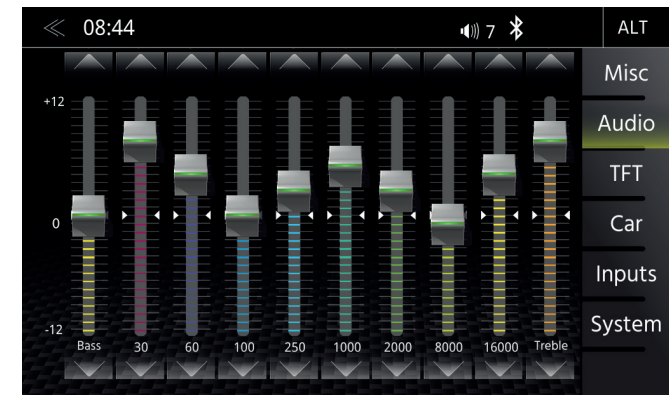 08:44 7 ALT
Misc
Audio
TFT
Car
Inputs
System
+12
0
-12
Bass 30 60 100 250 1000 2000 8000 16000 Treble